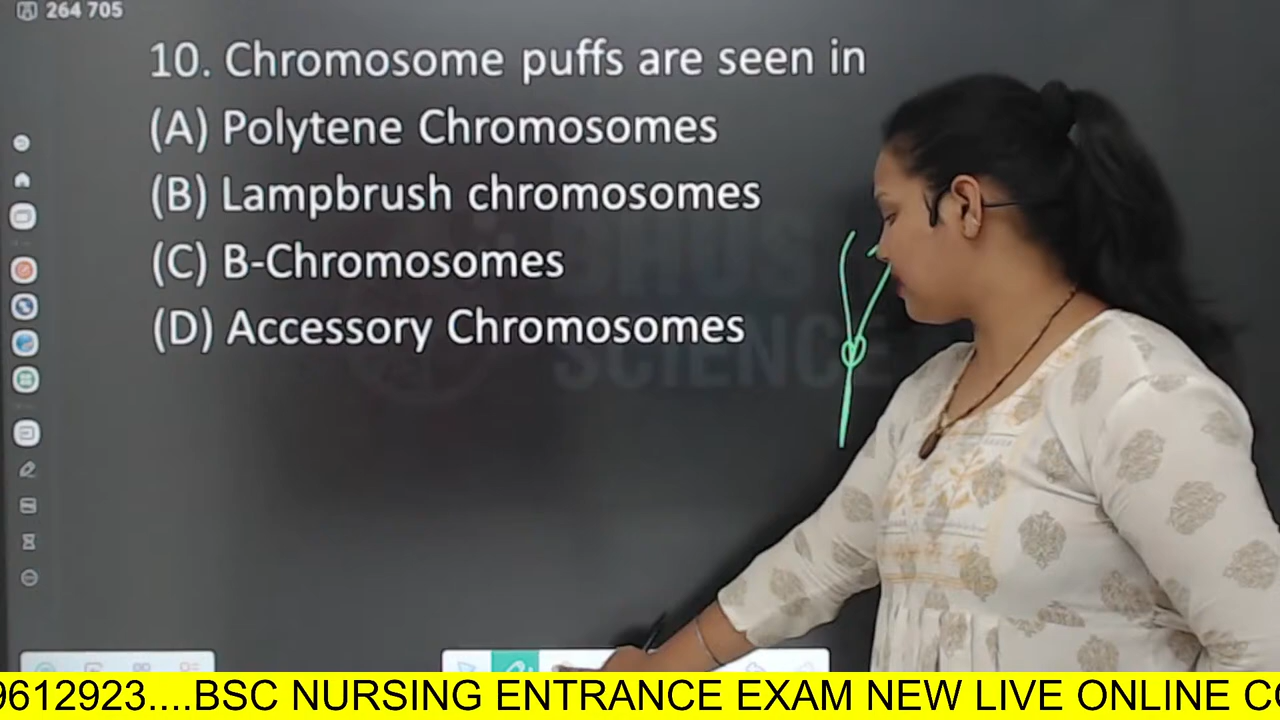 264 705
10. Chromosome puffs are seen in
(A) Polytene Chromosomes
(B) Lampbrush chromosomes
(C) B-Chromosomes
(D) Accessory Chromosomes
SCIENCE
9612923....BSC NURSING ENTRANCE EXAM NEW LIVE ONLINE